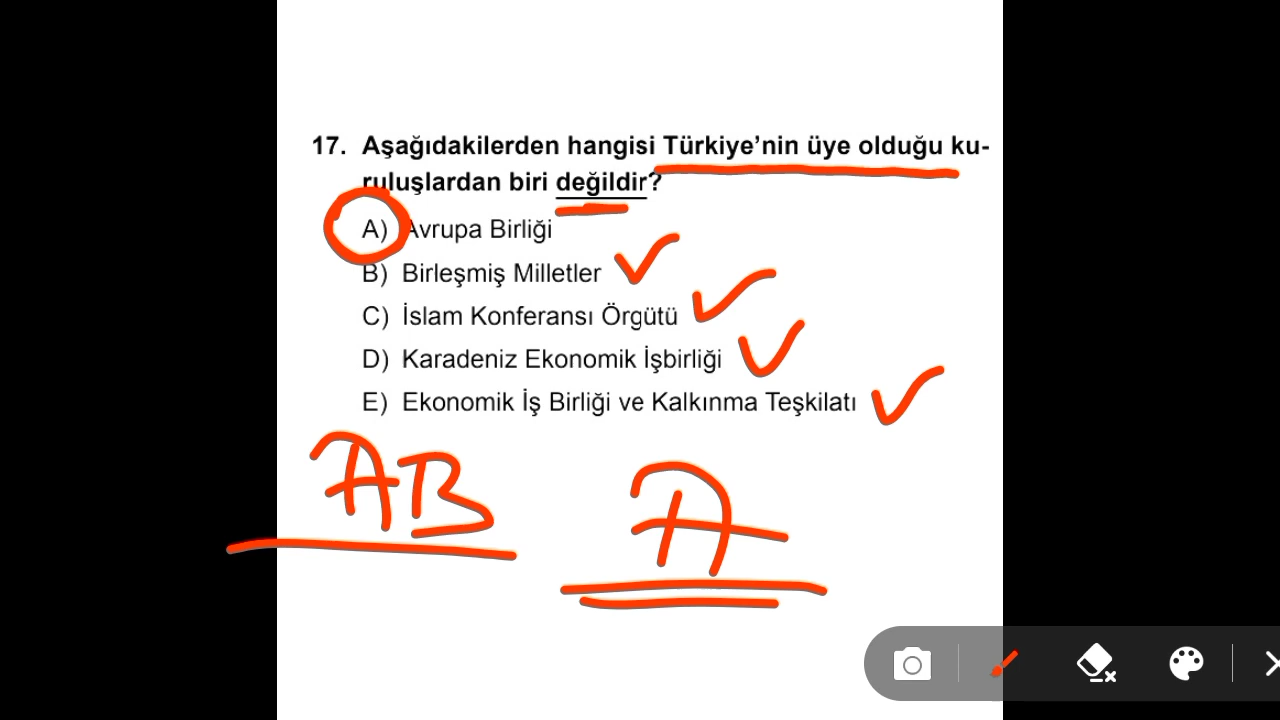 17. Aşağıdakilerden hangisi Türkiye'nin üye olduğu ku-
ruluşlardan biri değildir?
A) Avrupa Birliği
B) Birleşmiş Milletler
C) İslam Konferansı Örgütü
D) Karadeniz Ekonomik İşbirliği
E) Ekonomik İş Birliği ve Kalkınma Teşkilatı
AB
A